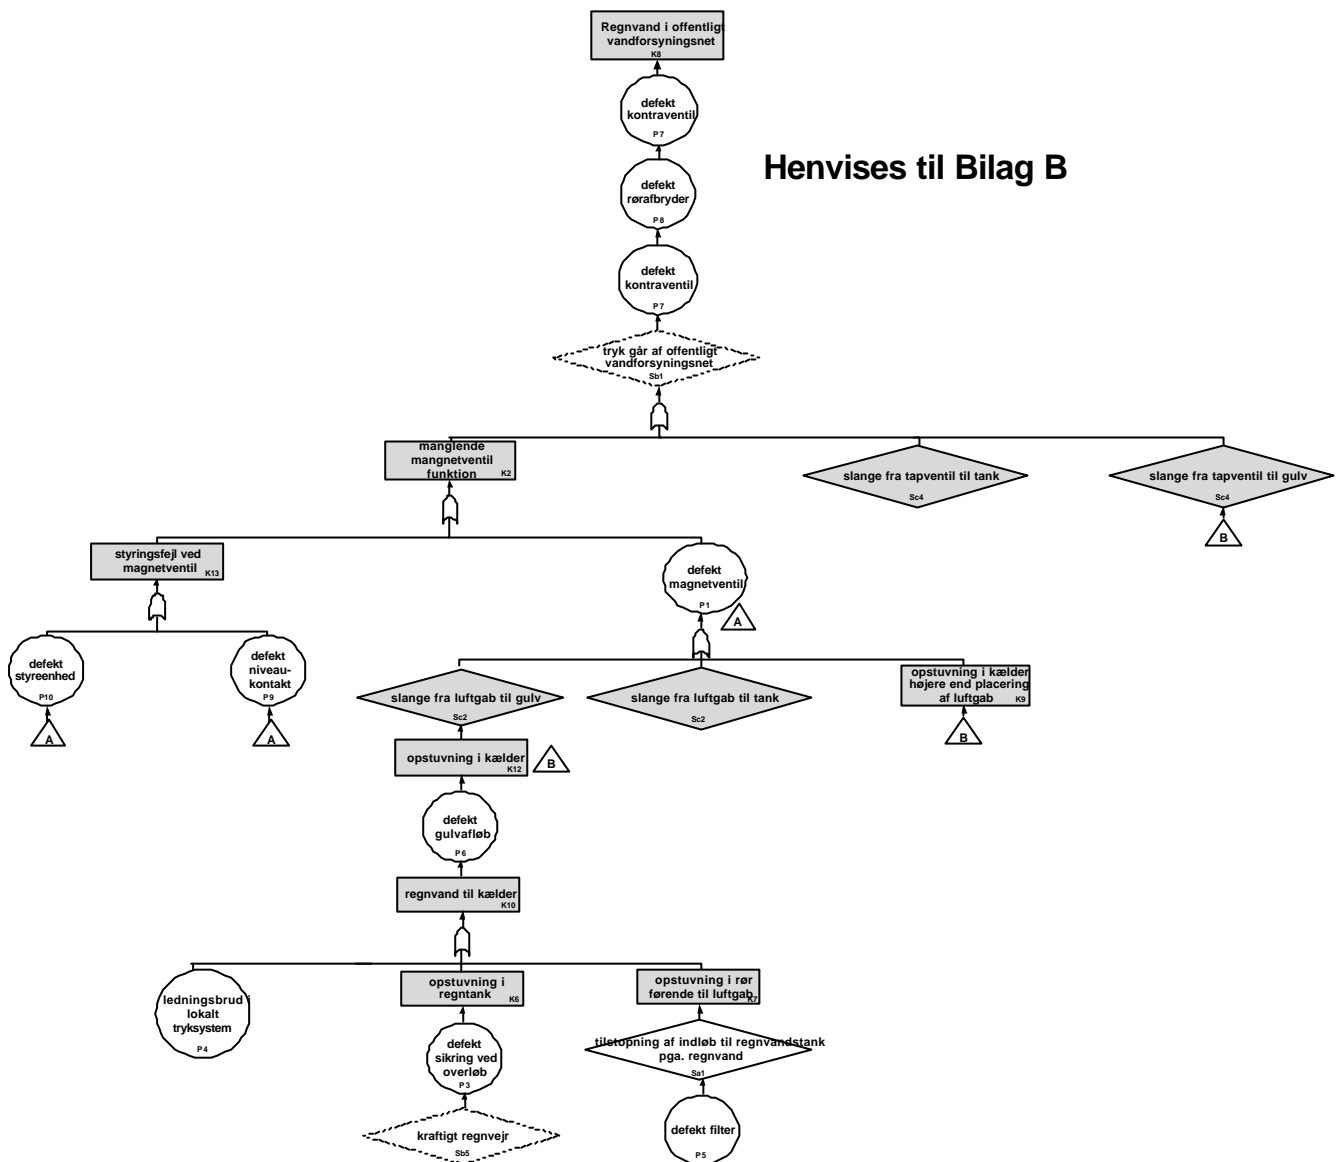 Regnvand i offentligt
vandforsyningsnet
K8
defekt
kontraventil
P7
Henvises til Bilag B
defekt
rørafbryder
P8
defekt
kontraventil
P7
tryk går af offentligt
vandforsyningsnet
Sb1
manglende
mangnetventil
funktion
K2
slange fra tapventil til tank
Sc4
slange fra tapventil til gulv
Sc4
B
styringsfejl ved
magnetventil
K13
defekt
magnetventil
P1
A
defekt
styreenhed
P10
A
defekt
niveau-
kontakt
P9
A
slange fra luftgab til gulv
Sc2
slange fra luftgab til tank
Sc2
opstuvning i kælder
højere end placering
af luftgab
K9
B
opstuvning i kælder
K12
B
defekt
gulvafløb
P6
regnvand til kælder
K10
ledningsbrud i
lokalt
tryksystem
P4
opstuvning i
regntank
K6
opstuvning i rør
førende til luftgab
K7
defekt
sikring ved
overløb
P3
tilstopning af indløb til regnvandstank
pga. regnvand
Sa1
kraftigt regnvejr
Sb5
defekt filter
P5